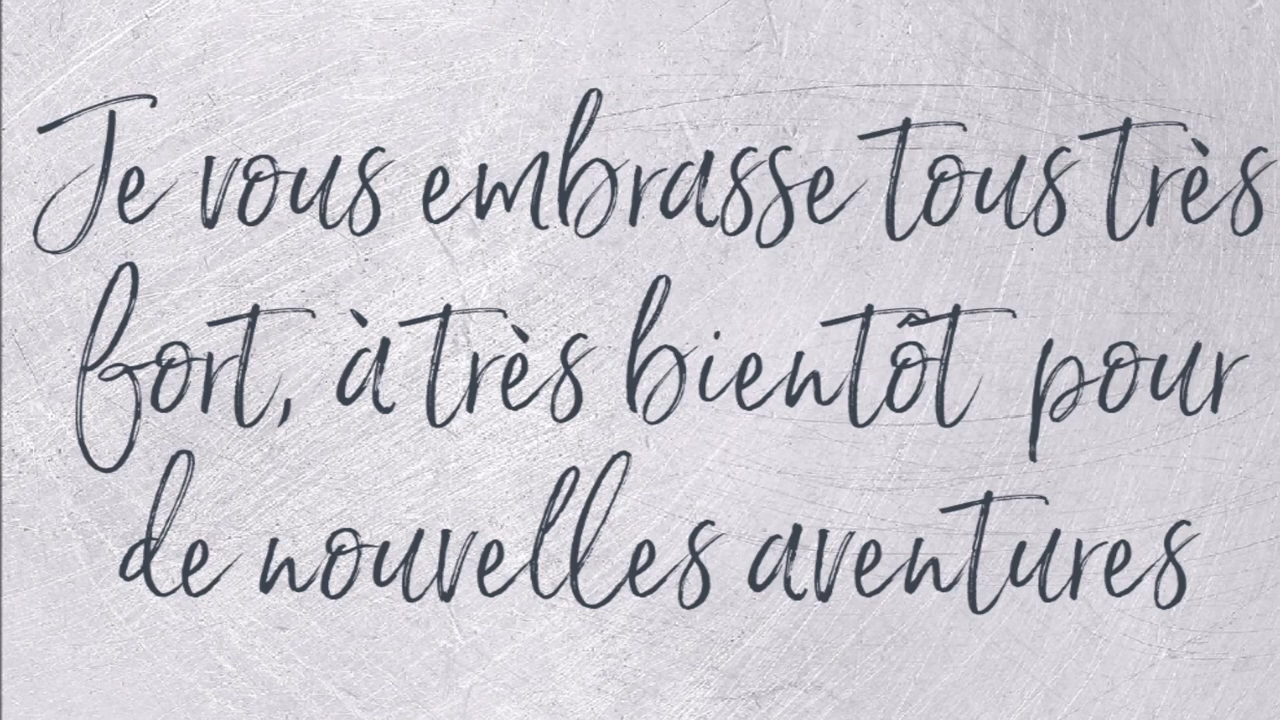 Je vous embrasse tous très
fort, à très bientôt pour
de nouvelles aventures